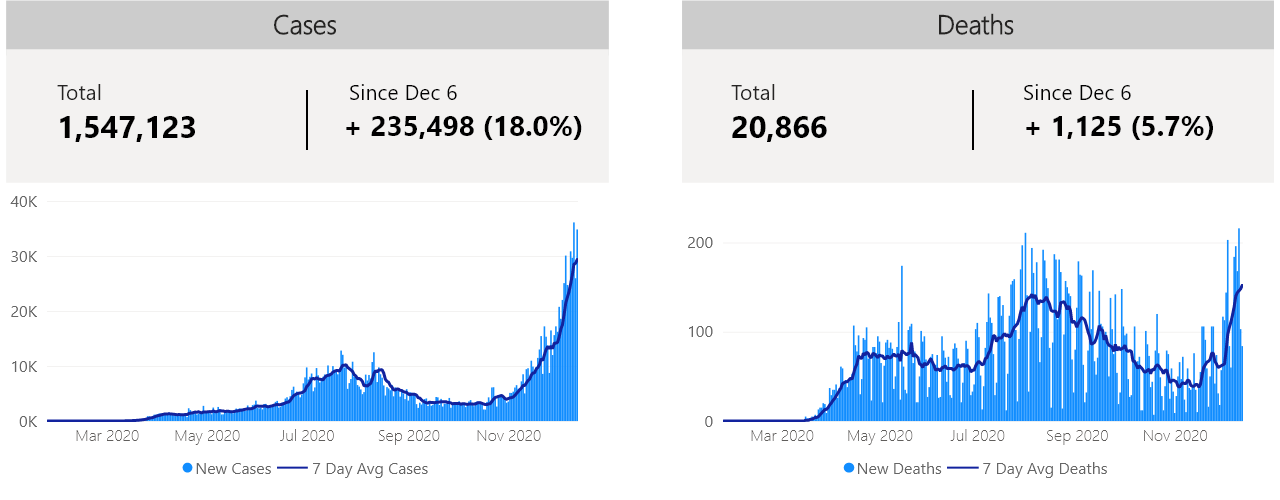 Cases
Total
Since Dec 6
1,547,123
+ 235,498 (18.0%)
40K
30K
20K
10K
0K
Mar 2020 May 2020 Jul 2020 Sep 2020 Nov 2020
New Cases 7 Day Avg Cases
Deaths
Total
Since Dec 6
20,866
+ 1,125 (5.7%)
200
100
0
Mar 2020 May 2020 Jul 2020 Sep 2020 Nov 2020
New Deaths 7 Day Avg Deaths